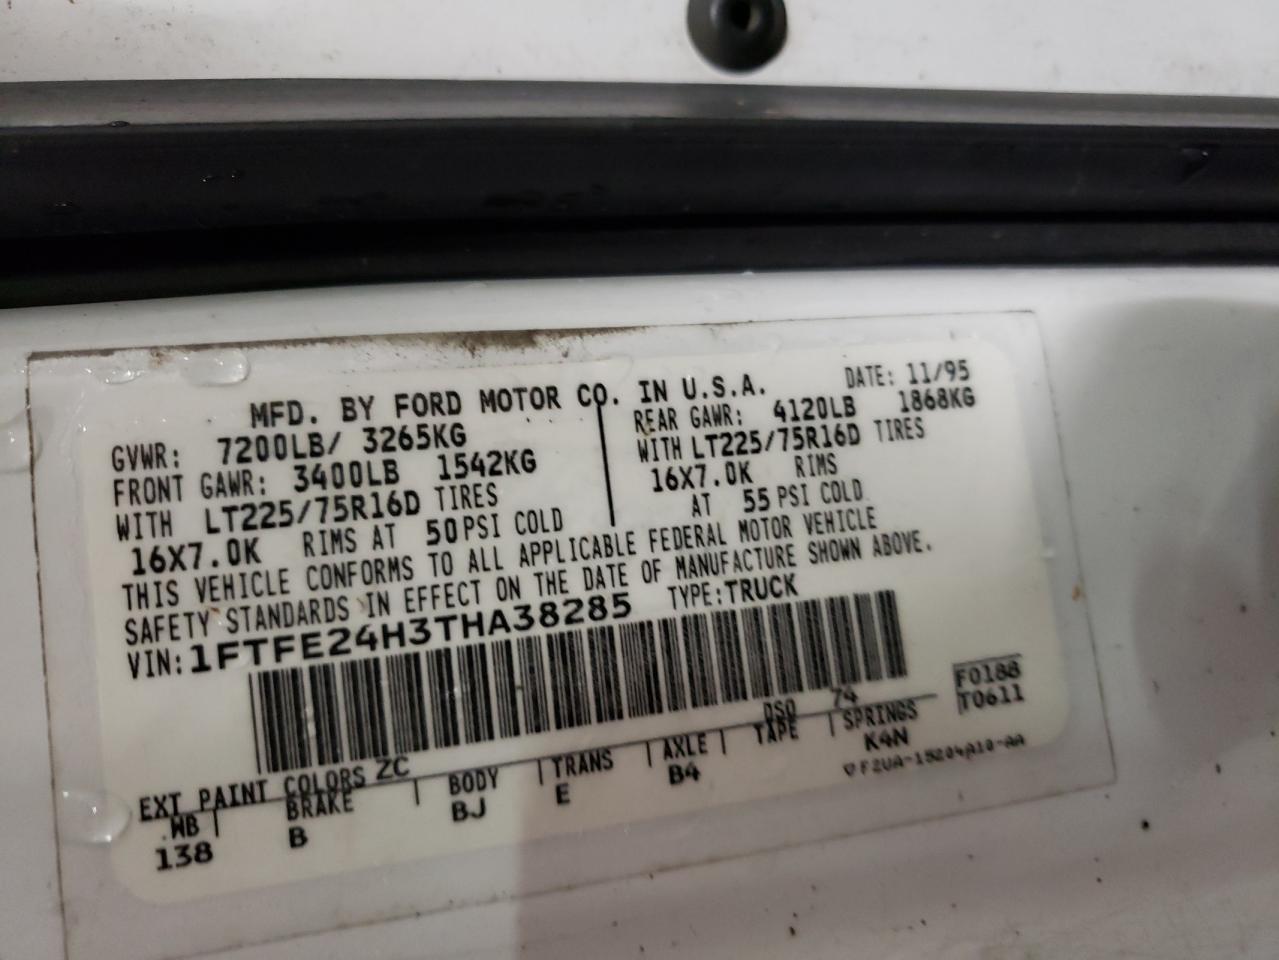 MFD. BY FORD MOTOR CO. IN U.S.A.
DATE: 11/95
GVWR: 7200LB/ 3265KG
FRONT GAWR: 3400LB 1542KG
WITH LT225/75R16D TIRES
16X7.0K RIMS AT 50 PSI COLD
REAR GAWR: 4120LB 1868KG
WITH LT225/75R16D TIRES
16X7.0K RIMS
AT 55 PSI COLD
THIS VEHICLE CONFORMS TO ALL APPLICABLE FEDERAL MOTOR VEHICLE
SAFETY STANDARDS IN EFFECT ON THE DATE OF MANUFACTURE SHOWN ABOVE.
VIN: 1FTFE24H3THA38285 TYPE: TRUCK
F0188
T0611
EXT PAINT COLORS ZC DSO 74
WB BRAKE BODY TRANS AXLE TAPE SPRINGS
138 B BJ E B4 K4N
F2UA-15204A10-AA